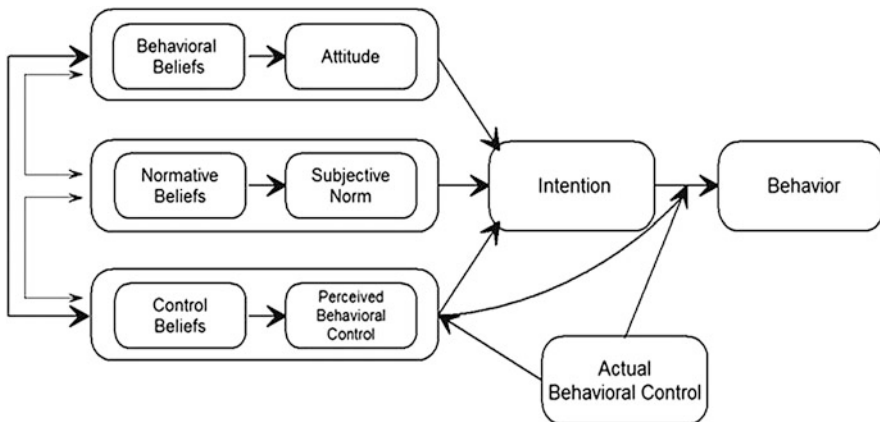 Behavioral
Beliefs
Attitude
Normative
Beliefs
Subjective
Norm
Intention
Behavior
Control
Beliefs
Perceived
Behavioral
Control
Actual
Behavioral Control